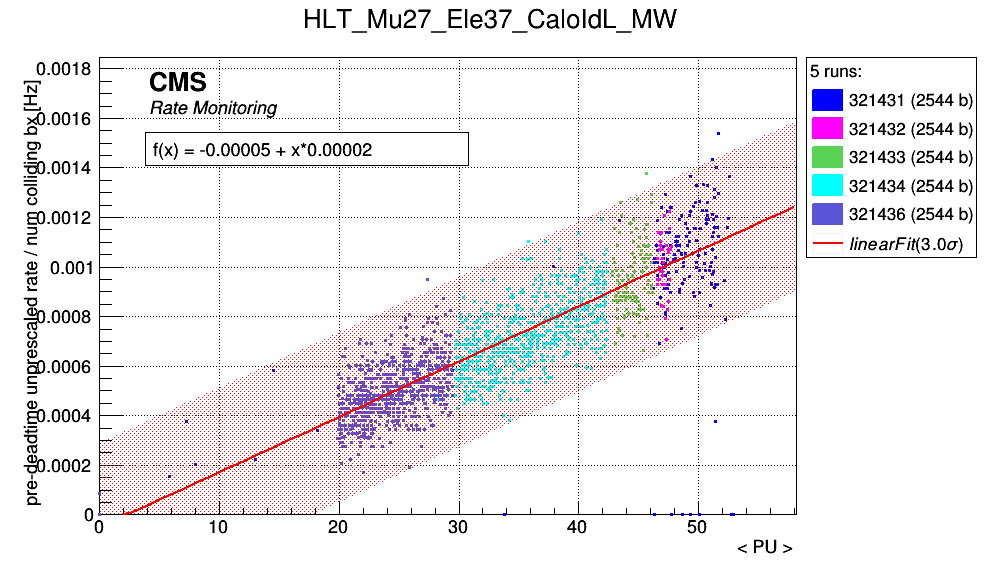 HLT_Mu27_Ele37_CaloIdL_MW
pre-deadtime unprescaled rate / num colliding bx [Hz]
0.0018
0.0016
0.0014
0.0012
0.001
0.0008
0.0006
0.0004
0.0002
0
CMS
Rate Monitoring
f(x) = -0.00005 + x*0.00002
0 10 20 30 40 50
< PU >
5 runs:
321431 (2544 b)
321432 (2544 b)
321433 (2544 b)
321434 (2544 b)
321436 (2544 b)
linearFit(3.0σ)